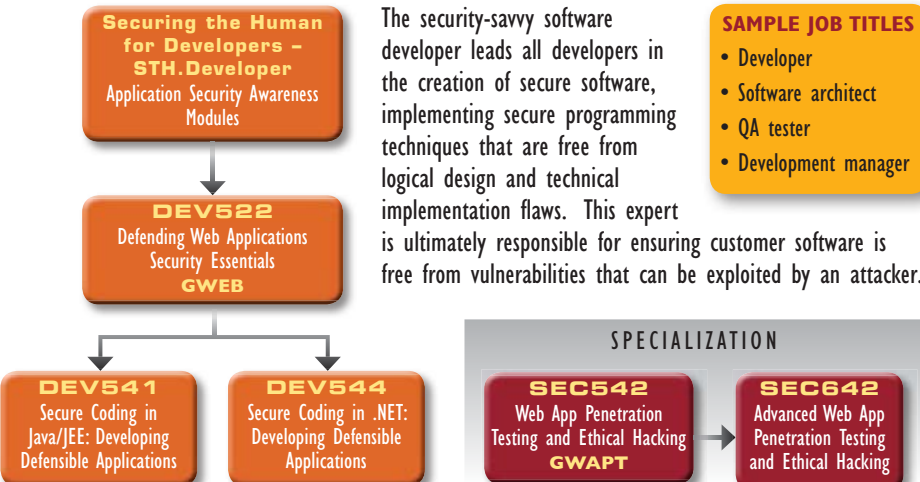 Securing the Human
for Developers –
STH.Developer
Application Security Awareness
Modules
The security-savvy software
developer leads all developers in
the creation of secure software,
implementing secure programming
techniques that are free from
logical design and technical
implementation flaws. This expert
is ultimately responsible for ensuring customer software is
free from vulnerabilities that can be exploited by an attacker.
SAMPLE JOB TITLES
• Developer
• Software architect
• QA tester
• Development manager
DEV522
Defending Web Applications
Security Essentials
GWEB
DEV541
Secure Coding in
Java/JEE: Developing
Defensible Applications
DEV544
Secure Coding in .NET:
Developing Defensible
Applications
SPECIALIZATION
SEC542
Web App Penetration
Testing and Ethical Hacking
GWAPT
SEC642
Advanced Web App
Penetration Testing
and Ethical Hacking